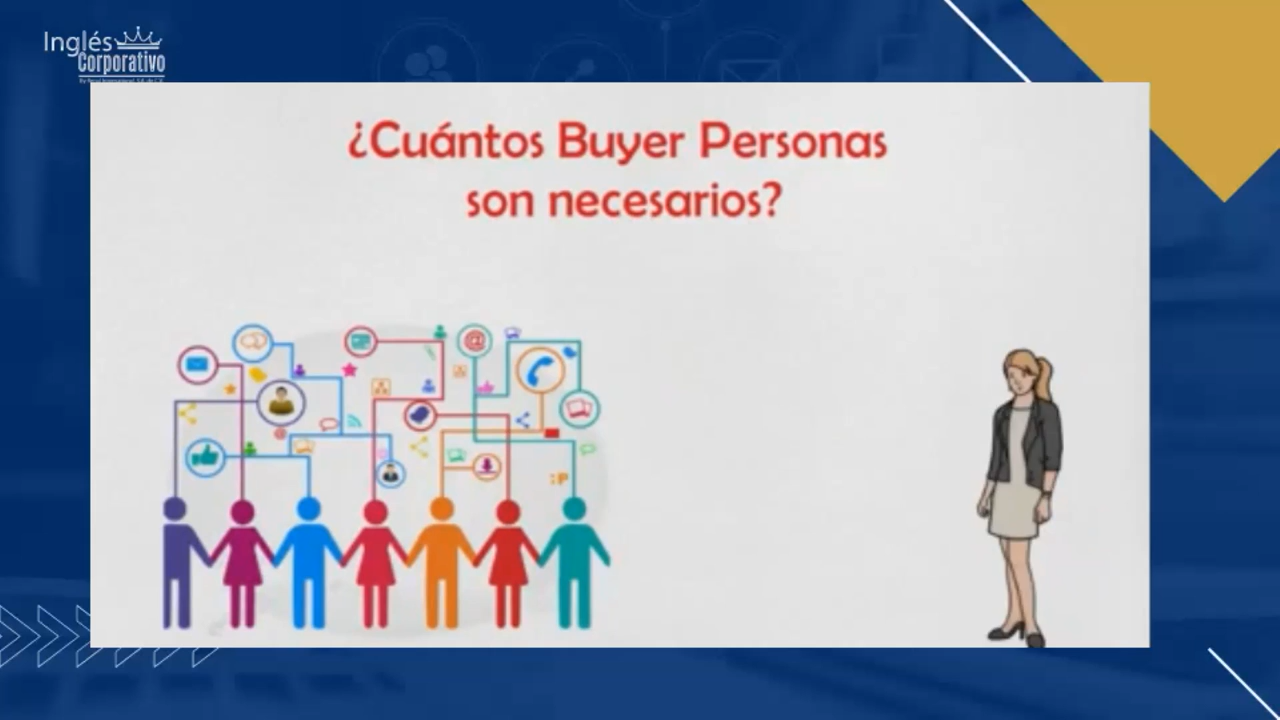 Inglés
Corporativo
¿Cuántos Buyer Personas
son necesarios?
@
@
:P